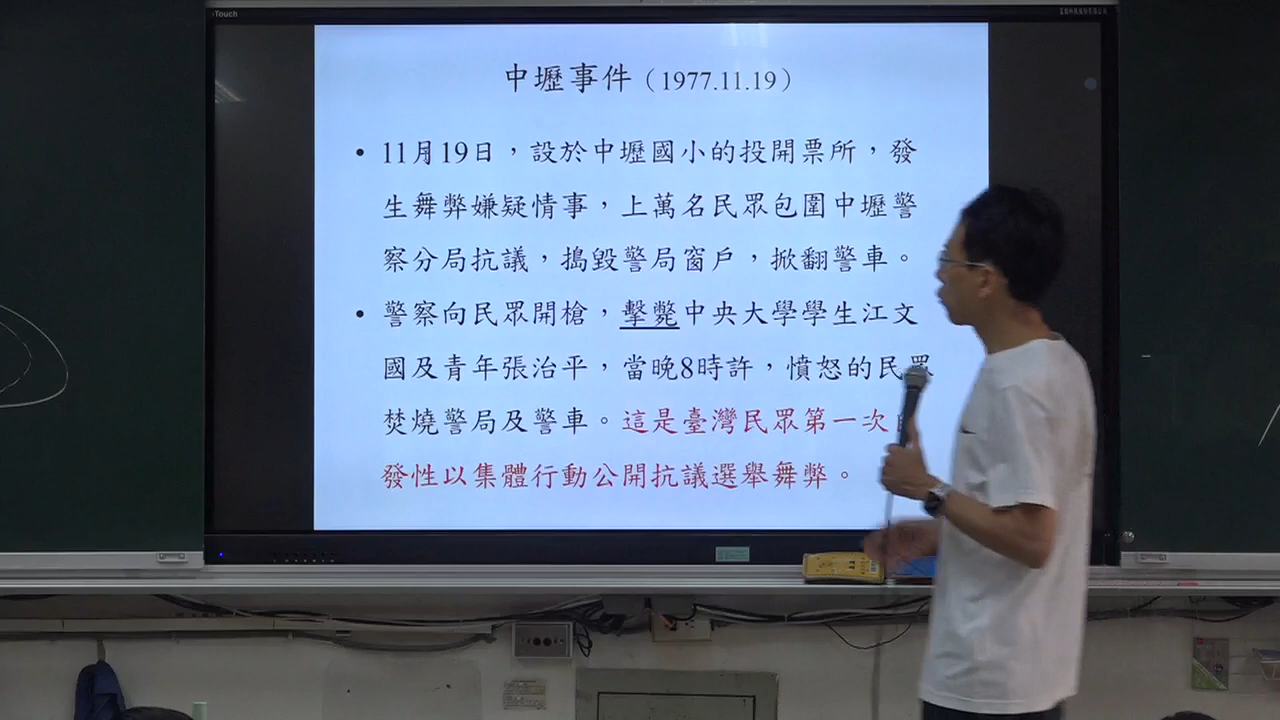 iTouch
中壢事件（1977.11.19）
• 11月19日，設於中壢國小的投開票所，發
生舞弊嫌疑情事，上萬名民眾包圍中壢警
察分局抗議，搗毀警局窗戶，掀翻警車。
• 警察向民眾開槍，擊斃中央大學學生江文
國及青年張治平，當晚8時許，憤怒的民眾
焚燒警局及警車。這是臺灣民眾第一次
發性以集體行動公開抗議選舉舞弊。